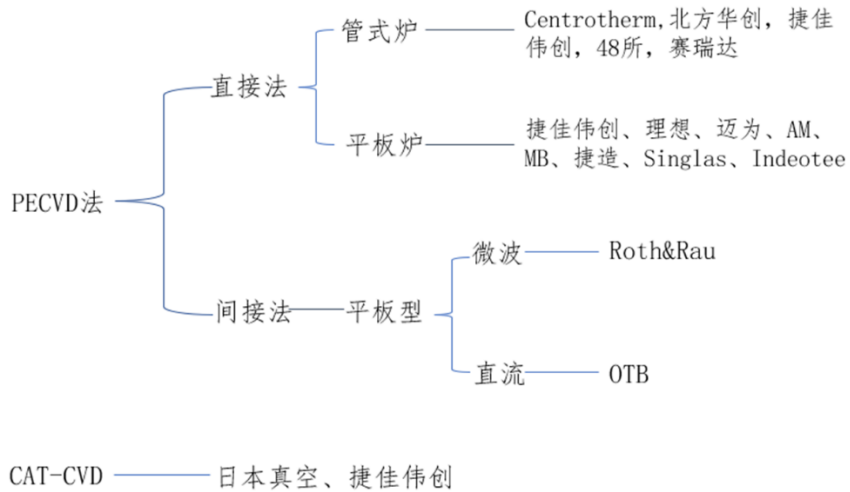 管式炉
Centrotherm,北方华创，捷佳
伟创，48所，赛瑞达
直接法
平板炉
捷佳伟创、理想、迈为、AM、
MB、捷造、Singlas、Indeotee
PECVD法
微波
Roth&Rau
间接法
平板型
直流
OTB
CAT-CVD
日本真空、捷佳伟创